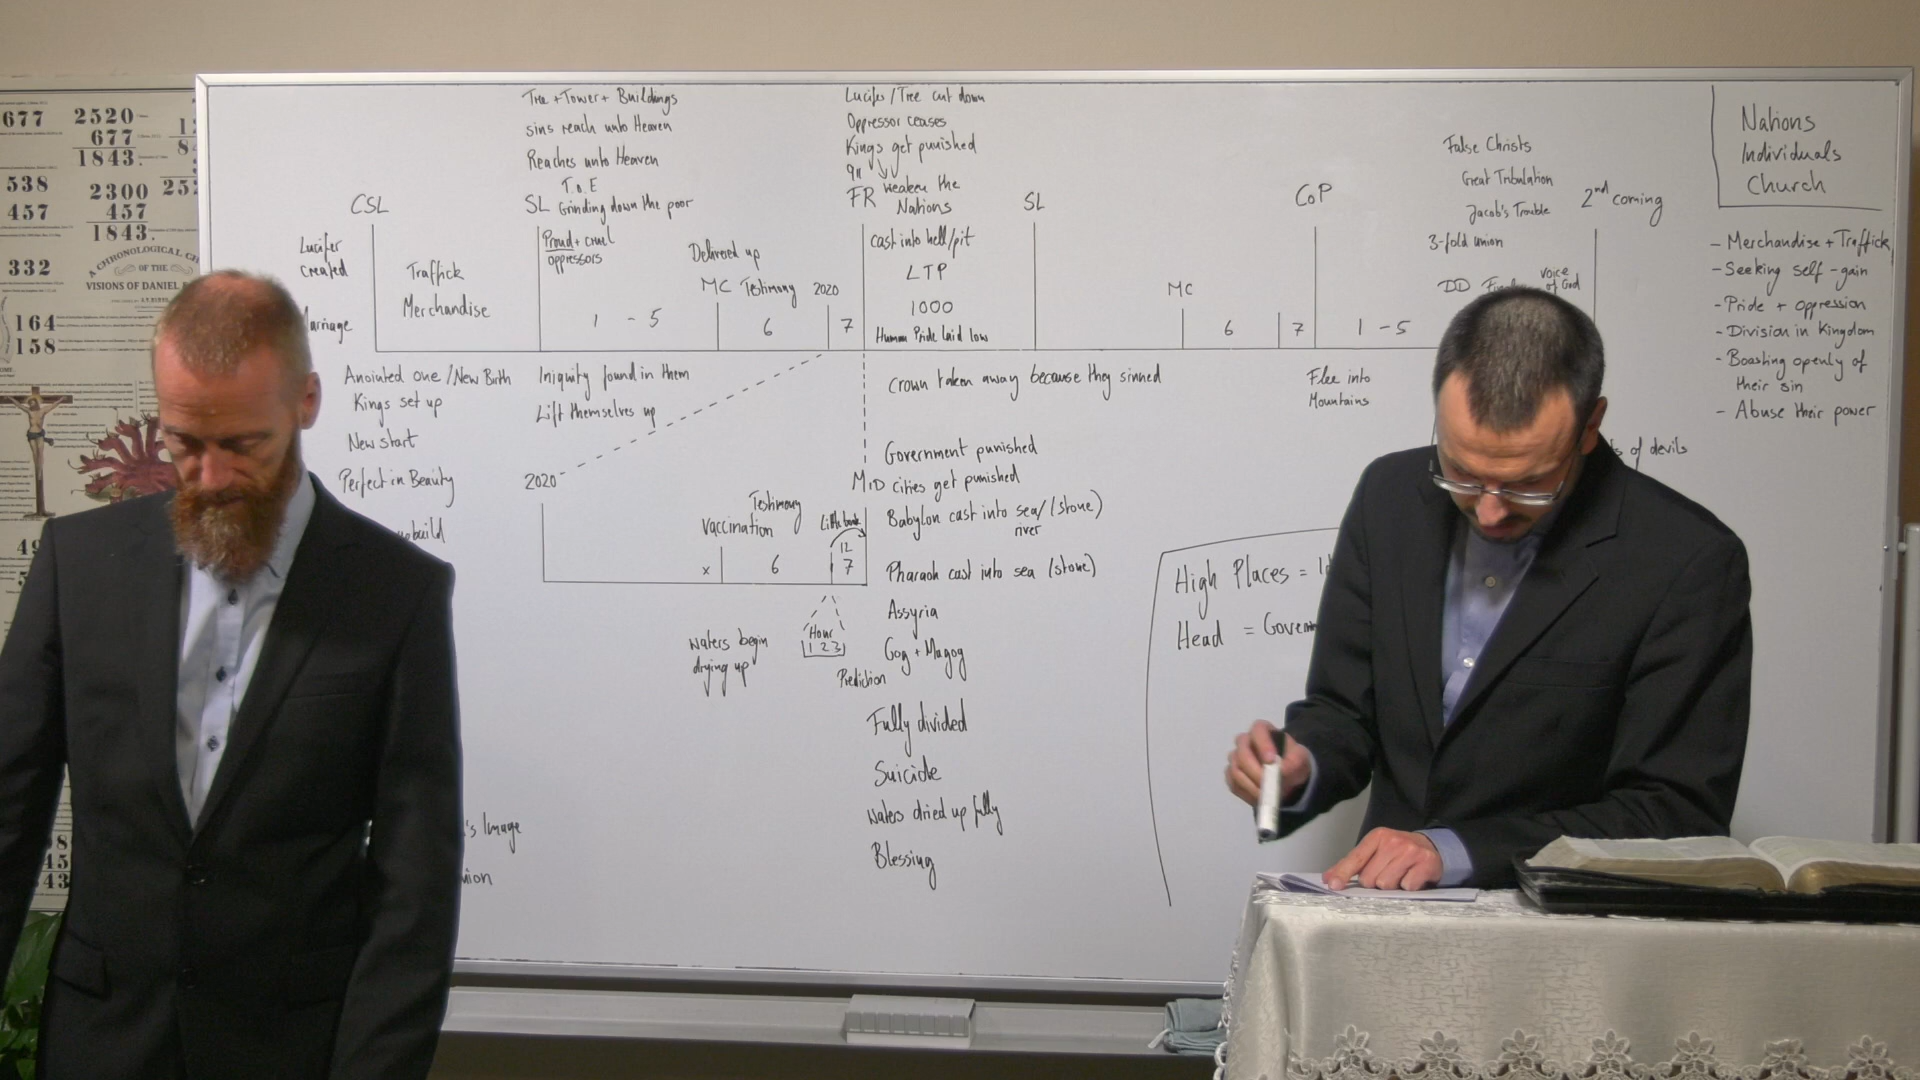 677
2520
677
1843.
538
457
2300
457
1843.
332
A CHRONOLOGICAL
OF THE
VISIONS OF DANIEL
164
158
Tree + Tower + Buildings
sins reach unto Heaven
Reaches unto Heaven
T.o.E
SL Grinding down the poor
Lucifer/Tree cut down
Oppressor ceases
Kings get punished
911
FR weaken the
Nations
CSL
SL
CoP
False Christs
Great Tribulation
Jacob's Trouble
3-fold union
2nd coming
DD
voice
of God
Nations
Individuals
Church
- Merchandise + Traffick
- Seeking self-gain
- Pride + oppression
- Division in Kingdom
- Boasting openly of
their sin
- Abuse their power
Lucifer
created
Marriage
Traffick
Merchandise
Proud + cruel
oppressors
1 - 5
Delivered up
MC Testimony 2020
6
7
cast into hell/pit
LTP
1000
Human Pride laid low
MC
6
7
1 - 5
Anointed one/New Birth
Kings set up
New start
Perfect in Beauty
Iniquity found in them
Lift themselves up
Crown taken away because they sinned
Flee into
Mountains
of devils
2020
Government punished
MID cities get punished
Testimony
Vaccination
Little book
12
x
6
7
Babylon cast into sea/(stone)
river
Pharaoh cast into sea (stone)
Assyria
Gog + Magog
Waters begin
drying up
Hour
1 2 3
Prediction
Fully divided
Suicide
Waters dried up fully
Blessing
High Places =
Head =
Image